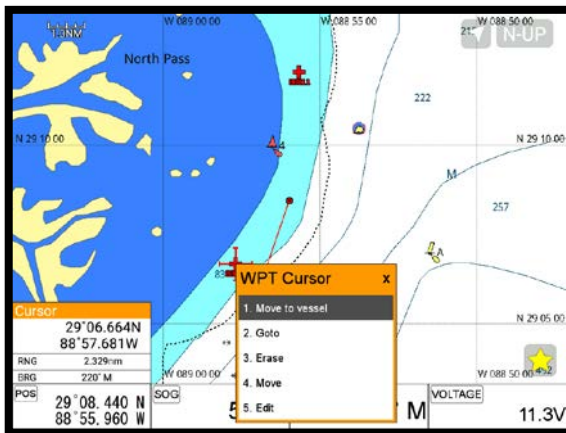 W 089 00 00
W 088 55
W 088 50
1.3NM
N-UP
North Pass
222
N 29 10 00
N 29 10 00
4
M
257
A
83
WPT Cursor
x
1. Move to vessel
2. Goto
3. Erase
4. Move
5. Edit
Cursor
29°06.664N
88°57.681W
RNG
2.329nm
BRG
220° M
N 29 05 00
W 089 00 00
W 088 50 00
POS
29°08.440 N
88°55.960 W
SOG
5
M
VOLTAGE
11.3V